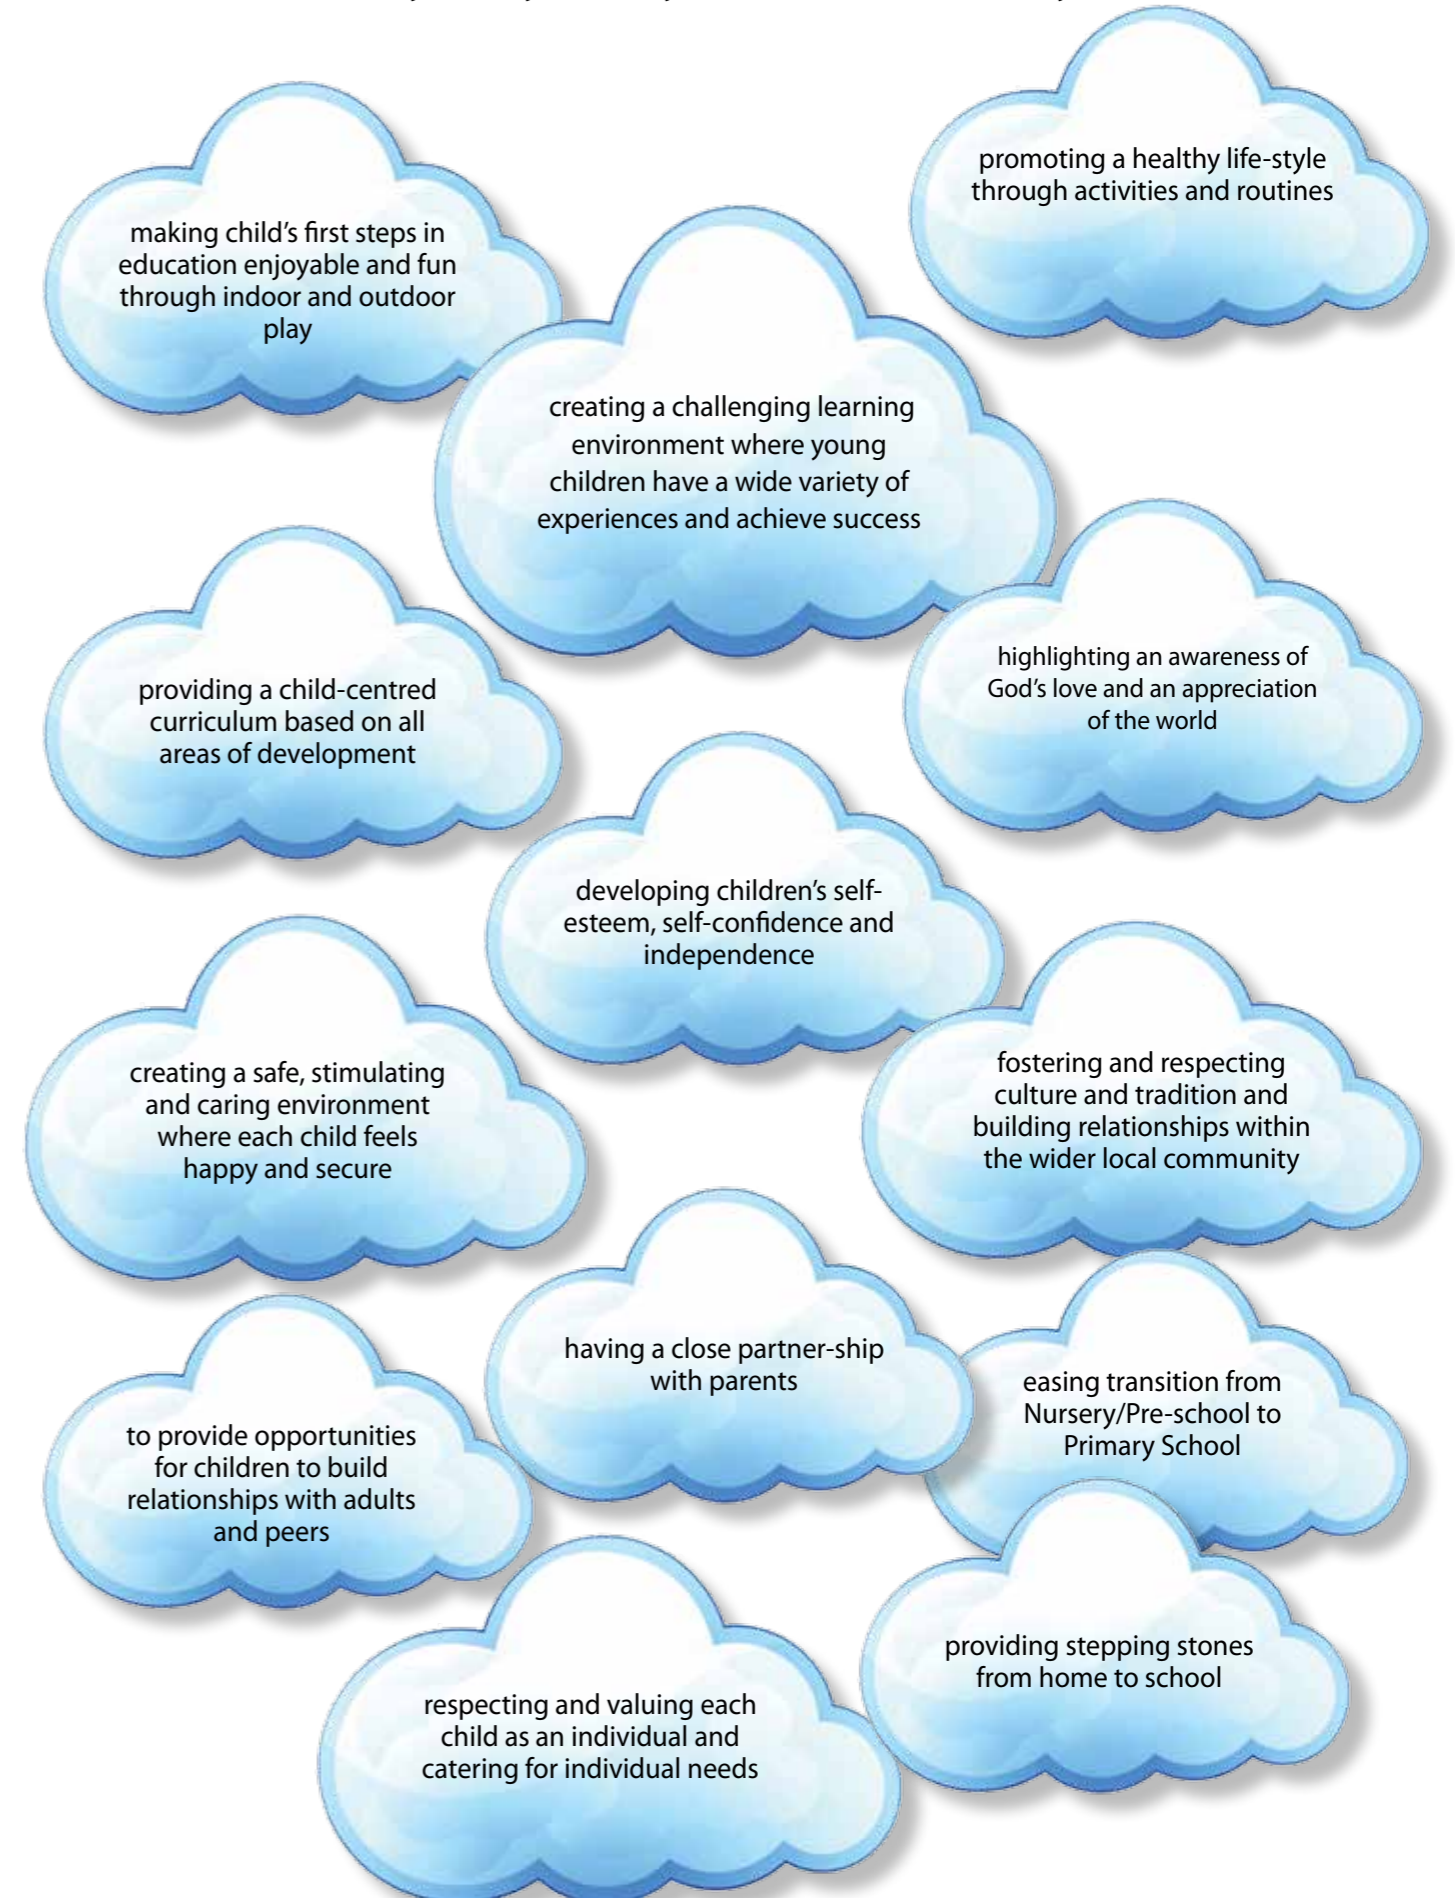 making child's first steps in
education enjoyable and fun
through indoor and outdoor
play
promoting a healthy life-style
through activities and routines
creating a challenging learning
environment where young
children have a wide variety of
experiences and achieve success
providing a child-centred
curriculum based on all
areas of development
highlighting an awareness of
God's love and an appreciation
of the world
developing children's self-
esteem, self-confidence and
independence
creating a safe, stimulating
and caring environment
where each child feels
happy and secure
fostering and respecting
culture and tradition and
building relationships within
the wider local community
having a close partner-ship
with parents
easing transition from
Nursery/Pre-school to
Primary School
to provide opportunities
for children to build
relationships with adults
and peers
providing stepping stones
from home to school
respecting and valuing each
child as an individual and
catering for individual needs